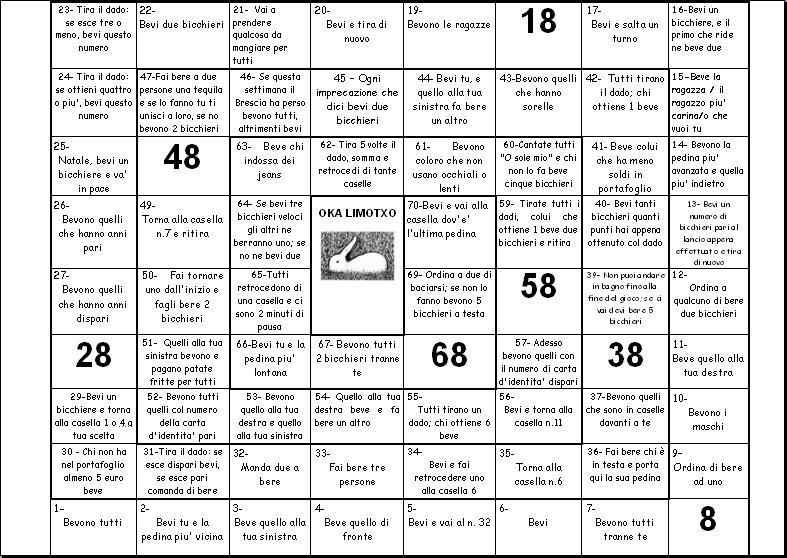 23- Tira il dado:
se esce tre o
meno, bevi questo
numero
22-
Bevi due bicchieri
21- Vai a
prendere
qualcosa da
mangiare per
tutti
20-
Bevi e tira di
nuovo
19-
Bevono le ragazze
18
17-
Bevi e salta un
turno
16-Bevi un
bicchiere, e il
primo che ride
ne beve due
24- Tira il dado:
se ottieni quattro
o piu', bevi questo
numero
47-Fai bere a due
persone una tequila
e se lo fanno tu ti
unisci a loro, se no
bevono 2 bicchieri
46- Se questa
settimana il
Brescia ha perso
bevono tutti,
altrimenti bevi
45 – Ogni
imprecazione che
dici bevi due
bicchieri
44- Bevi tu, e
quello alla tua
sinistra fa bere
un altro
43-Bevono quelli
che hanno
sorelle
42- Tutti tirano
il dado; chi
ottiene 1 beve
15-Beve la
ragazza / il
ragazzo piu'
carina/o che
vuoi tu
25-
Natale, bevi un
bicchiere e va'
in pace
48
63- Beve chi
indossa dei
jeans
62- Tira 5 volte il
dado, somma e
retrocedi di tante
caselle
61- Bevono
coloro che non
usano occhiali o
lenti
60-Cantate tutti
"O sole mio" e chi
non lo fa beve
cinque bicchieri
41- Beve colui
che ha meno
soldi in
portafoglio
14- Bevono la
pedina piu'
avanzata e quella
piu' indietro
26-
Bevono quelli
che hanno anni
pari
49-
Torna alla casella
n.7 e ritira
64- Se bevi tre
bicchieri veloci
gli altri ne
berranno uno; se
no ne bevi due
OKA LIMOTXO
70-Bevi e vai alla
casella dov'e'
l'ultima pedina
59- Tirate tutti i
dadi, colui che
ottiene 1 beve due
bicchieri e ritira
40- Bevi tanti
bicchieri quanti
punti hai appena
ottenuto col dado
13- Bevi un
numero di
bicchieri pari al
lancio appena
effettuato e tira
di nuovo
27-
Bevono quelli
che hanno anni
dispari
50- Fai tornare
uno dall'inizio e
fagli bere 2
bicchieri
65-Tutti
retrocedono di
una casella e ci
sono 2 minuti di
pausa
69- Ordina a due di
baciarsi; se non lo
fanno bevono 5
bicchieri a testa
58
39- Non puoi andare
in bagno fino alla
fine del gioco; se ci
vai devi bere 5
bicchieri
12-
Ordina a
qualcuno di bere
due bicchieri
28
51- Quelli alla tua
sinistra bevono e
pagano patate
fritte per tutti
66-Bevi tu e la
pedina piu'
lontana
67- Bevono tutti
2 bicchieri tranne
te
68
57- Adesso
bevono quelli con
il numero di carta
d'identita' dispari
38
11-
Beve quello alla
tua destra
29-Bevi un
bicchiere e torna
alla casella 1 o 4,a
tua scelta
52- Bevono tutti
quelli col numero
della carta
d'identita' pari
53- Bevono
quello alla tua
destra e quello
alla tua sinistra
54- Quello alla tua
destra beve e fa
bere un altro
55-
Tutti tirano un
dado; chi ottiene 6
beve
56-
Bevi e torna alla
casella n.11
37-Bevono quelli
che sono in caselle
davanti a te
10-
Bevono i
maschi
30 - Chi non ha
nel portafoglio
almeno 5 euro
beve
31-Tira il dado: se
esce dispari bevi,
se esce pari
comanda di bere
32-
Manda due a
bere
33-
Fai bere tre
persone
34-
Bevi e fai
retrocedere uno
alla casella 6
35-
Torna alla
casella n.6
36- Fai bere chi è
in testa e porta
qui la sua pedina
9-
Ordina di bere
ad uno
1-
Bevono tutti
2-
Bevi tu e la
pedina piu' vicina
3-
Beve quello alla
tua sinistra
4-
Beve quello di
fronte
5-
Bevi e vai al n. 32
6-
Bevi
7-
Bevono tutti
tranne te
8